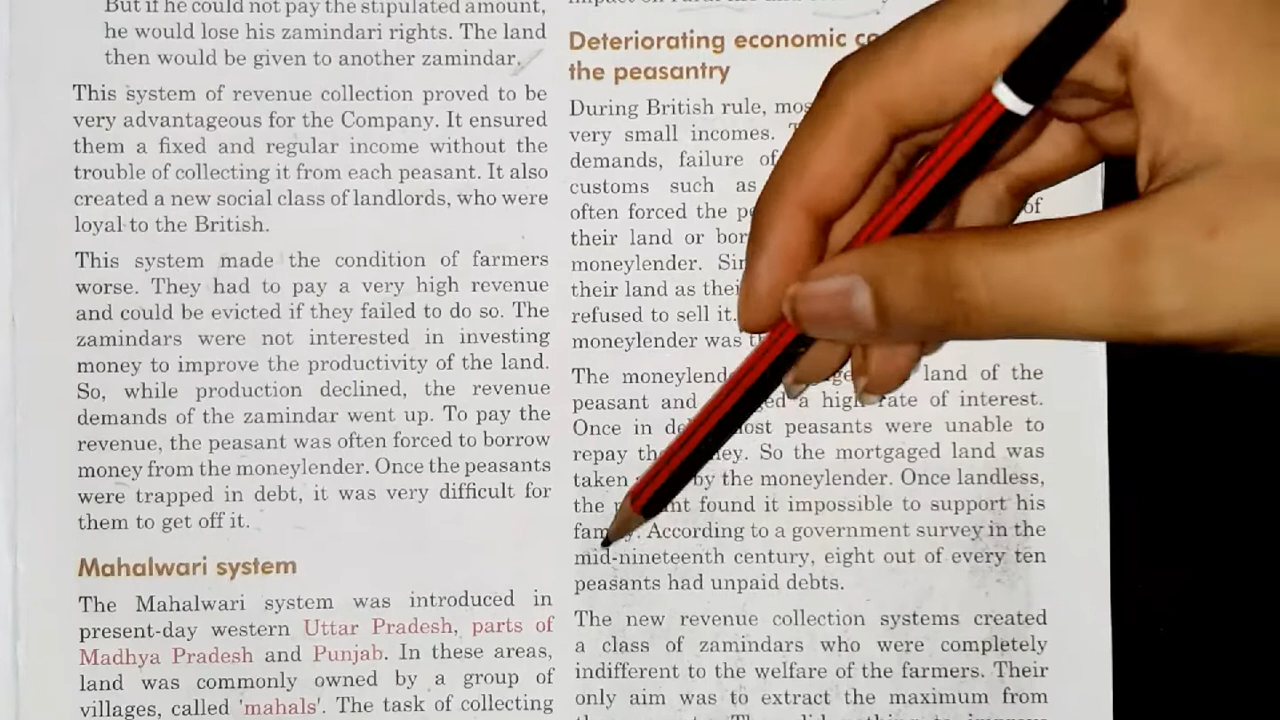 But if he could not pay the stipulated amount,
he would lose his zamindari rights. The land
then would be given to another zamindar.
This system of revenue collection proved to be
very advantageous for the Company. It ensured
them a fixed and regular income without the
trouble of collecting it from each peasant. It also
created a new social class of landlords, who were
loyal to the British.
This system made the condition of farmers
worse. They had to pay a very high revenue
and could be evicted if they failed to do so. The
zamindars were not interested in investing
money to improve the productivity of the land.
So, while production declined, the revenue
demands of the zamindar went up. To pay the
revenue, the peasant was often forced to borrow
money from the moneylender. Once the peasants
were trapped in debt, it was very difficult for
them to get off it.
Mahalwari system
The Mahalwari system was introduced in
present-day western Uttar Pradesh, parts of
Madhya Pradesh and Punjab. In these areas,
land was commonly owned by a group of
villages, called 'mahals'. The task of collecting
Deteriorating economic
the peasantry
During British rule,
very small incomes.
demands, failure of
customs such as
often forced the of
their land or
moneylender.
their land as
refused to sell it.
moneylender was
The land of the
peasant and a high rate of interest.
Once in most peasants were unable to
repay So the mortgaged land was
taken by the moneylender. Once landless,
the found it impossible to support his
According to a government survey in the
mid-nineteenth century, eight out of every ten
peasants had unpaid debts.
The new revenue collection systems created
a class of zamindars who were completely
indifferent to the welfare of the farmers. Their
only aim was to extract the maximum from